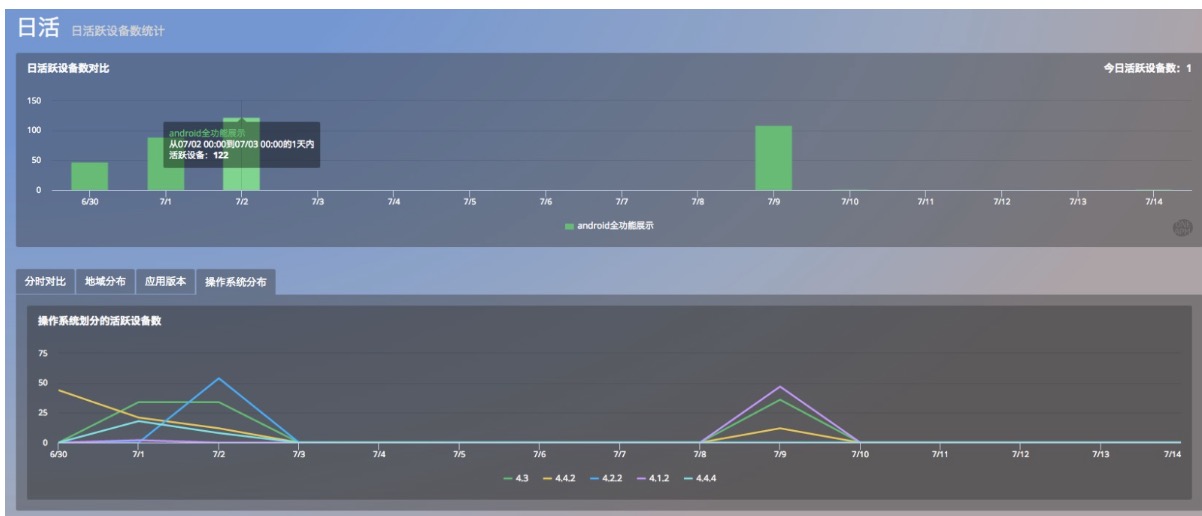 日活 日活跃设备数统计
日活跃设备数对比 今日活跃设备数：1
150
100
50
0
android全功能展示
从07/02 00:00到07/03 00:00的1天内
活跃设备：122
6/30 7/1 7/2 7/3 7/4 7/5 7/6 7/7 7/8 7/9 7/10 7/11 7/12 7/13 7/14
android全功能展示
分时对比 地域分布 应用版本 操作系统分布
操作系统划分的活跃设备数
75
50
25
0
6/30 7/1 7/2 7/3 7/4 7/5 7/6 7/7 7/8 7/9 7/10 7/11 7/12 7/13 7/14
4.3 4.4.2 4.2.2 4.1.2 4.4.4